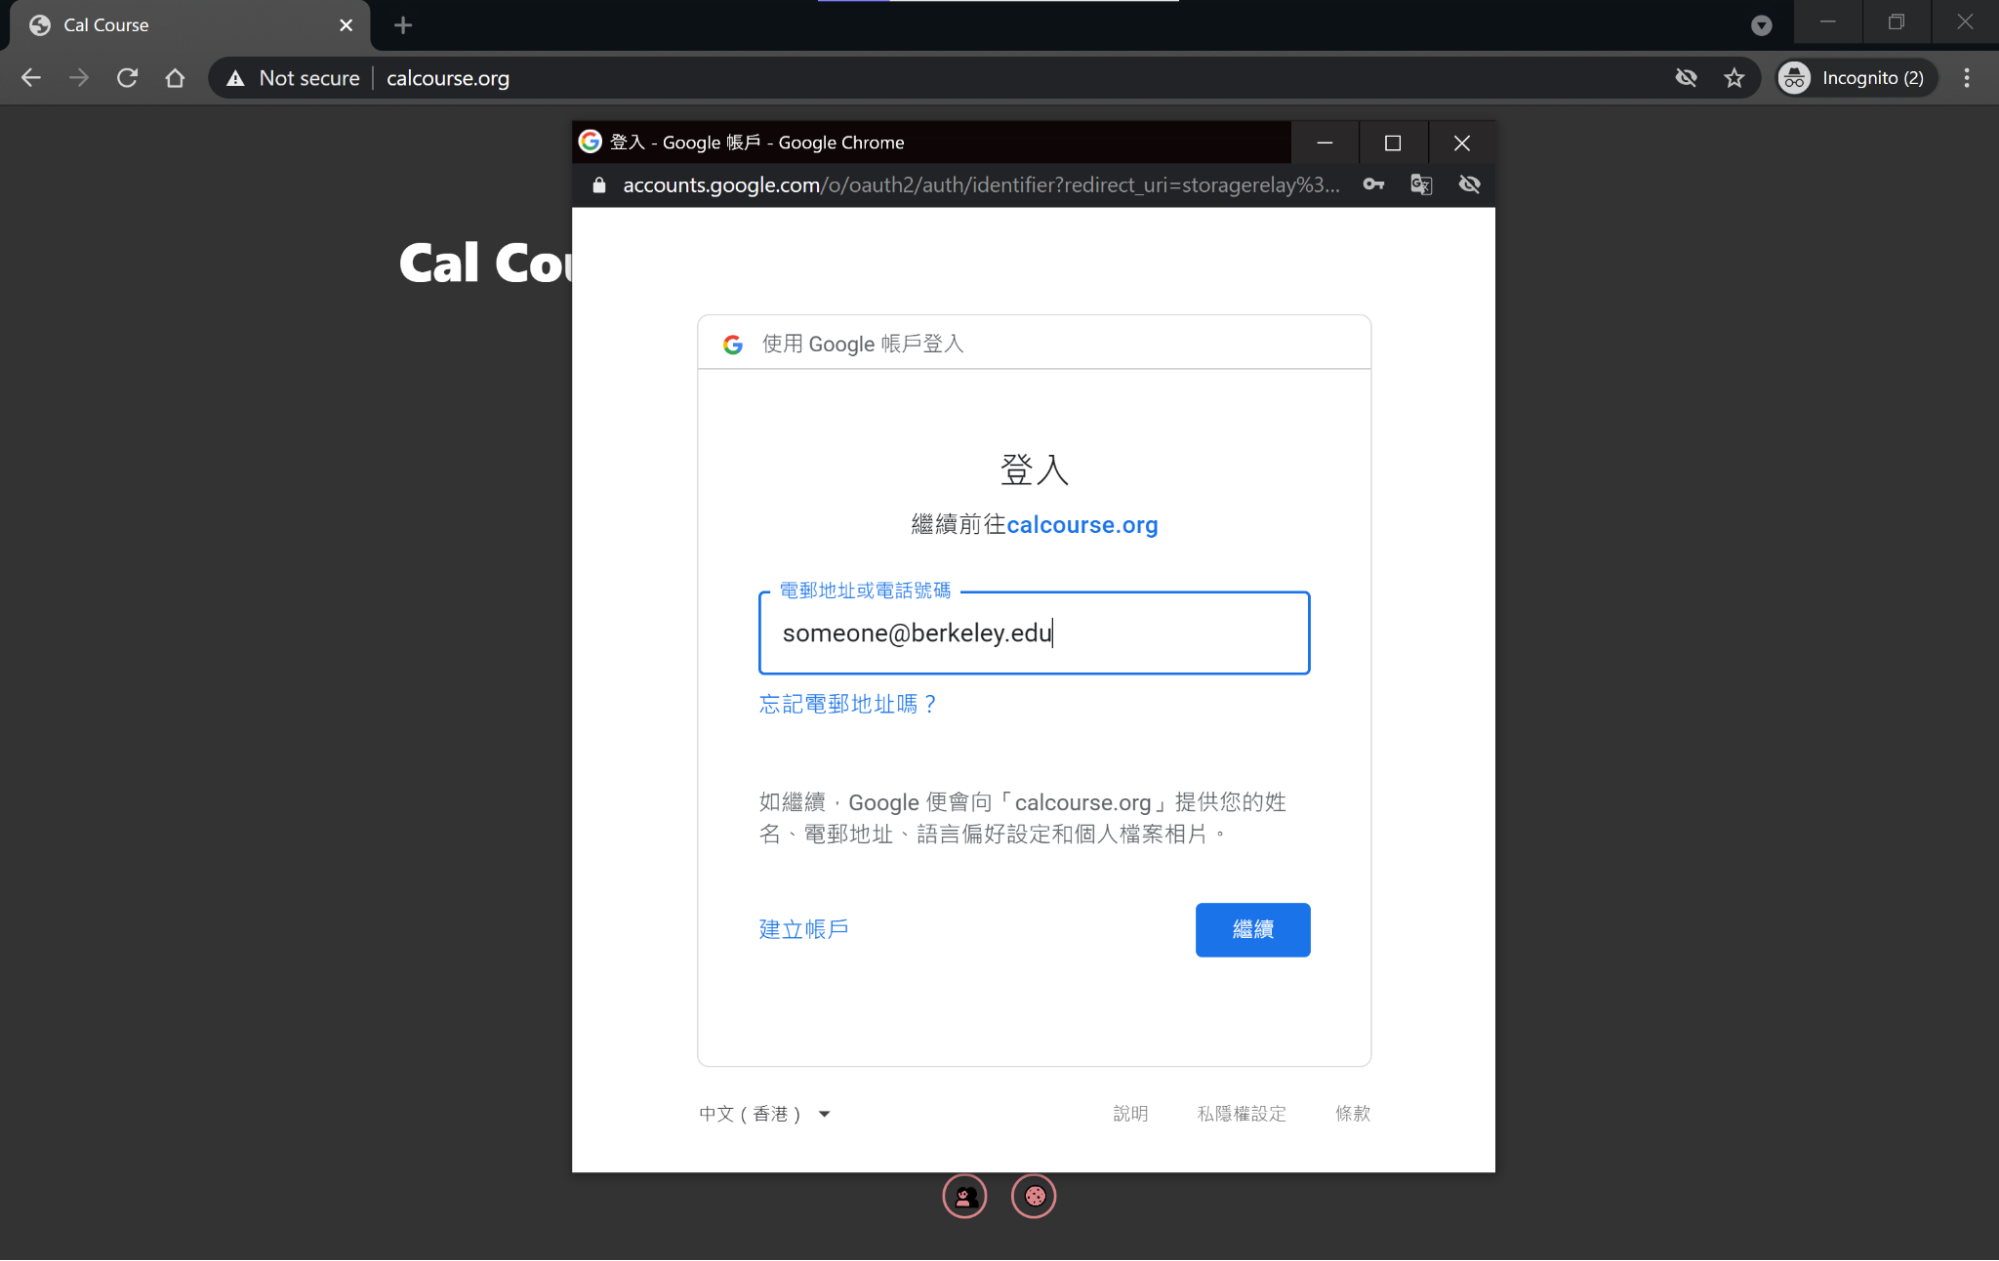 Cal Course
Not secure
calcourse.org
Incognito (2)
登入 - Google 帳戶 - Google Chrome
accounts.google.com/o/oauth2/auth/identifier?redirect_uri=storagerelay%3...
Cal Cou
使用 Google 帳戶登入
登入
繼續前往calcourse.org
電郵地址或電話號碼
someone@berkeley.edu
忘記電郵地址嗎？
如繼續，Google 便會向「calcourse.org」提供您的姓
名、電郵地址、語言偏好設定和個人檔案相片。
建立帳戶
繼續
中文（香港）
說明
私隱權設定
條款